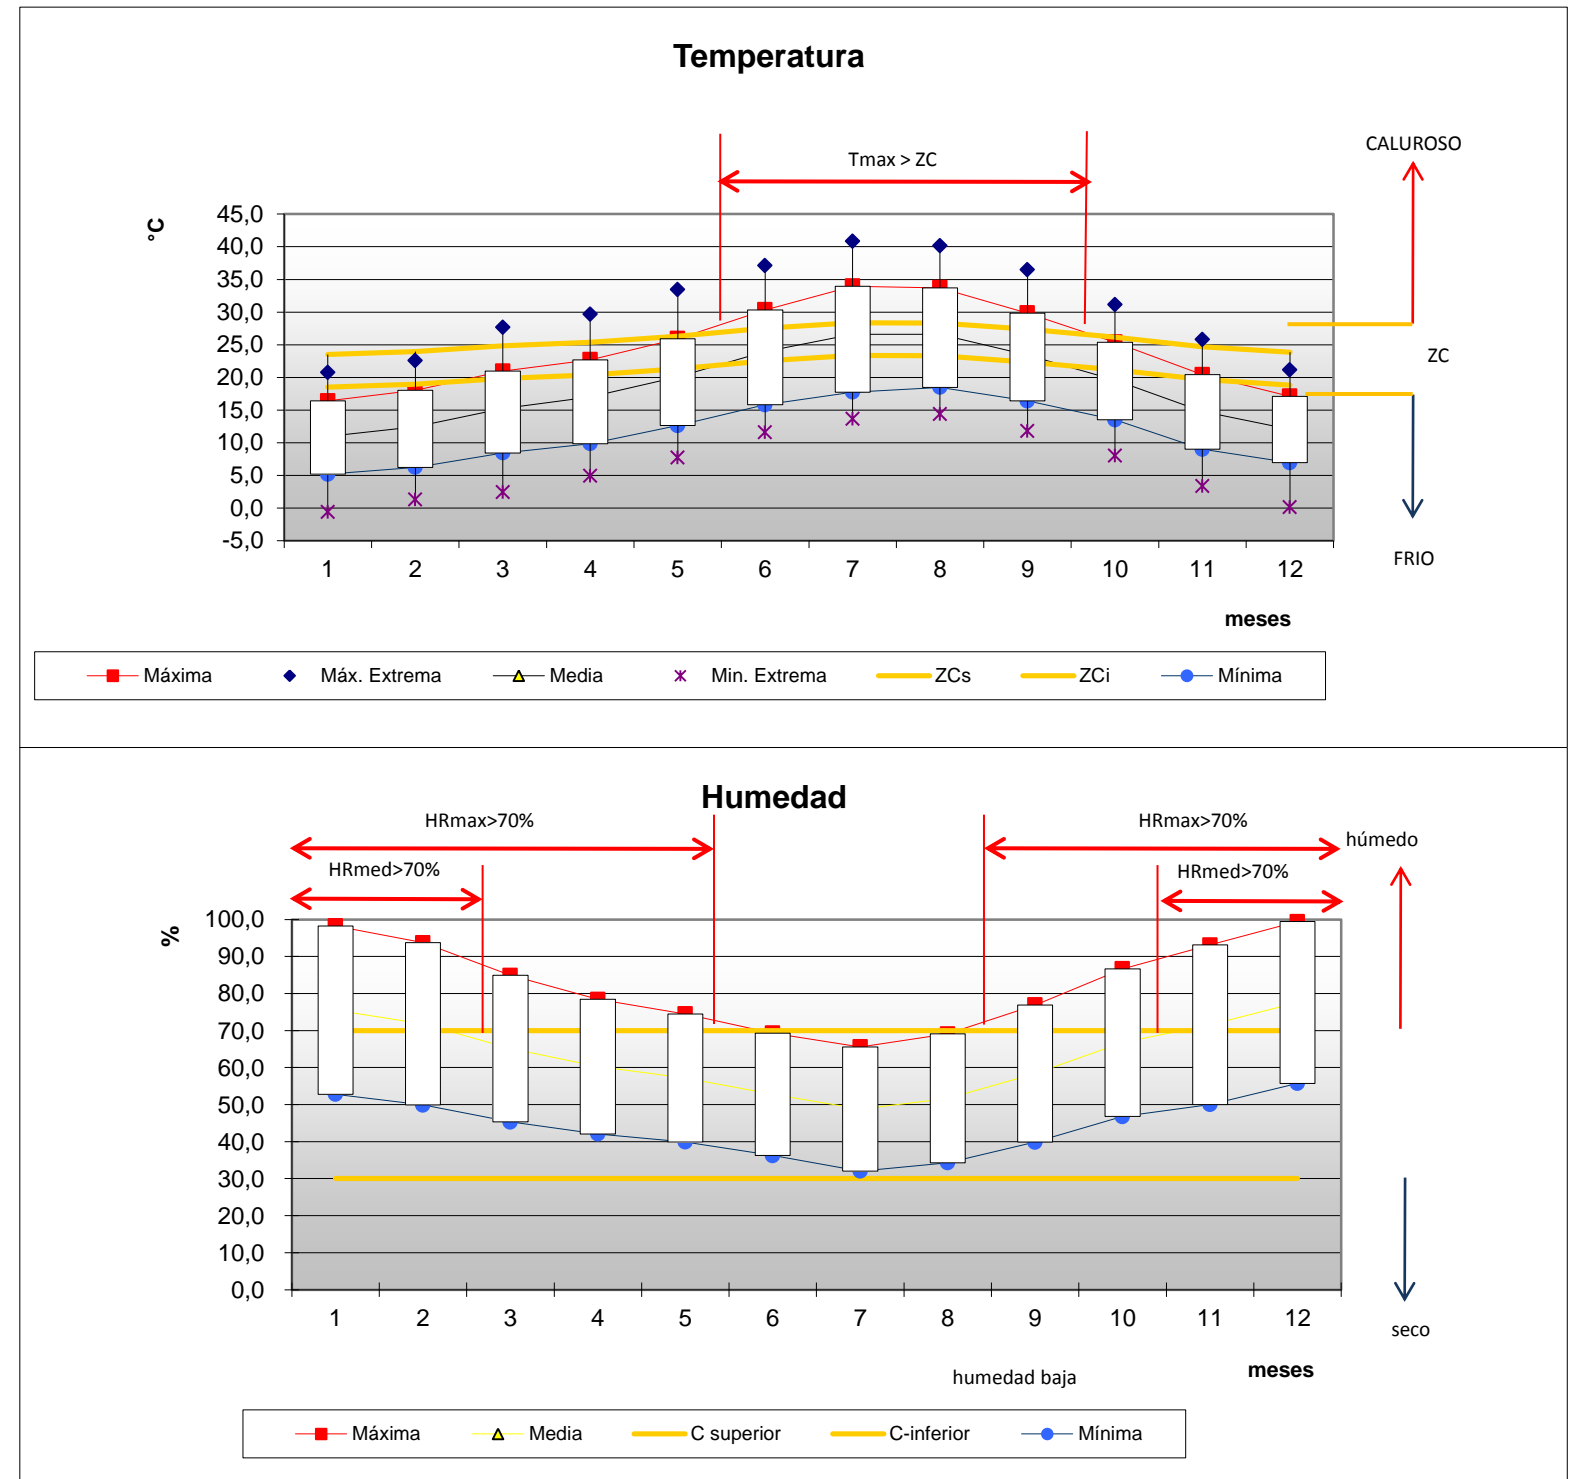 Temperatura
CALUROSO
Tmax > ZC
°C
45,0
40,0
35,0
30,0
25,0
20,0
15,0
10,0
5,0
0,0
-5,0
ZC
1 2 3 4 5 6 7 8 9 10 11 12
FRIO
meses
Máxima Máx. Extrema Media Min. Extrema ZCs ZCi Mínima
Humedad
HRmax>70% HRmax>70%
húmedo
HRmed>70% HRmed>70%
%
100,0
90,0
80,0
70,0
60,0
50,0
40,0
30,0
20,0
10,0
0,0
1 2 3 4 5 6 7 8 9 10 11 12
seco
meses
humedad baja
Máxima Media C superior C-inferior Mínima